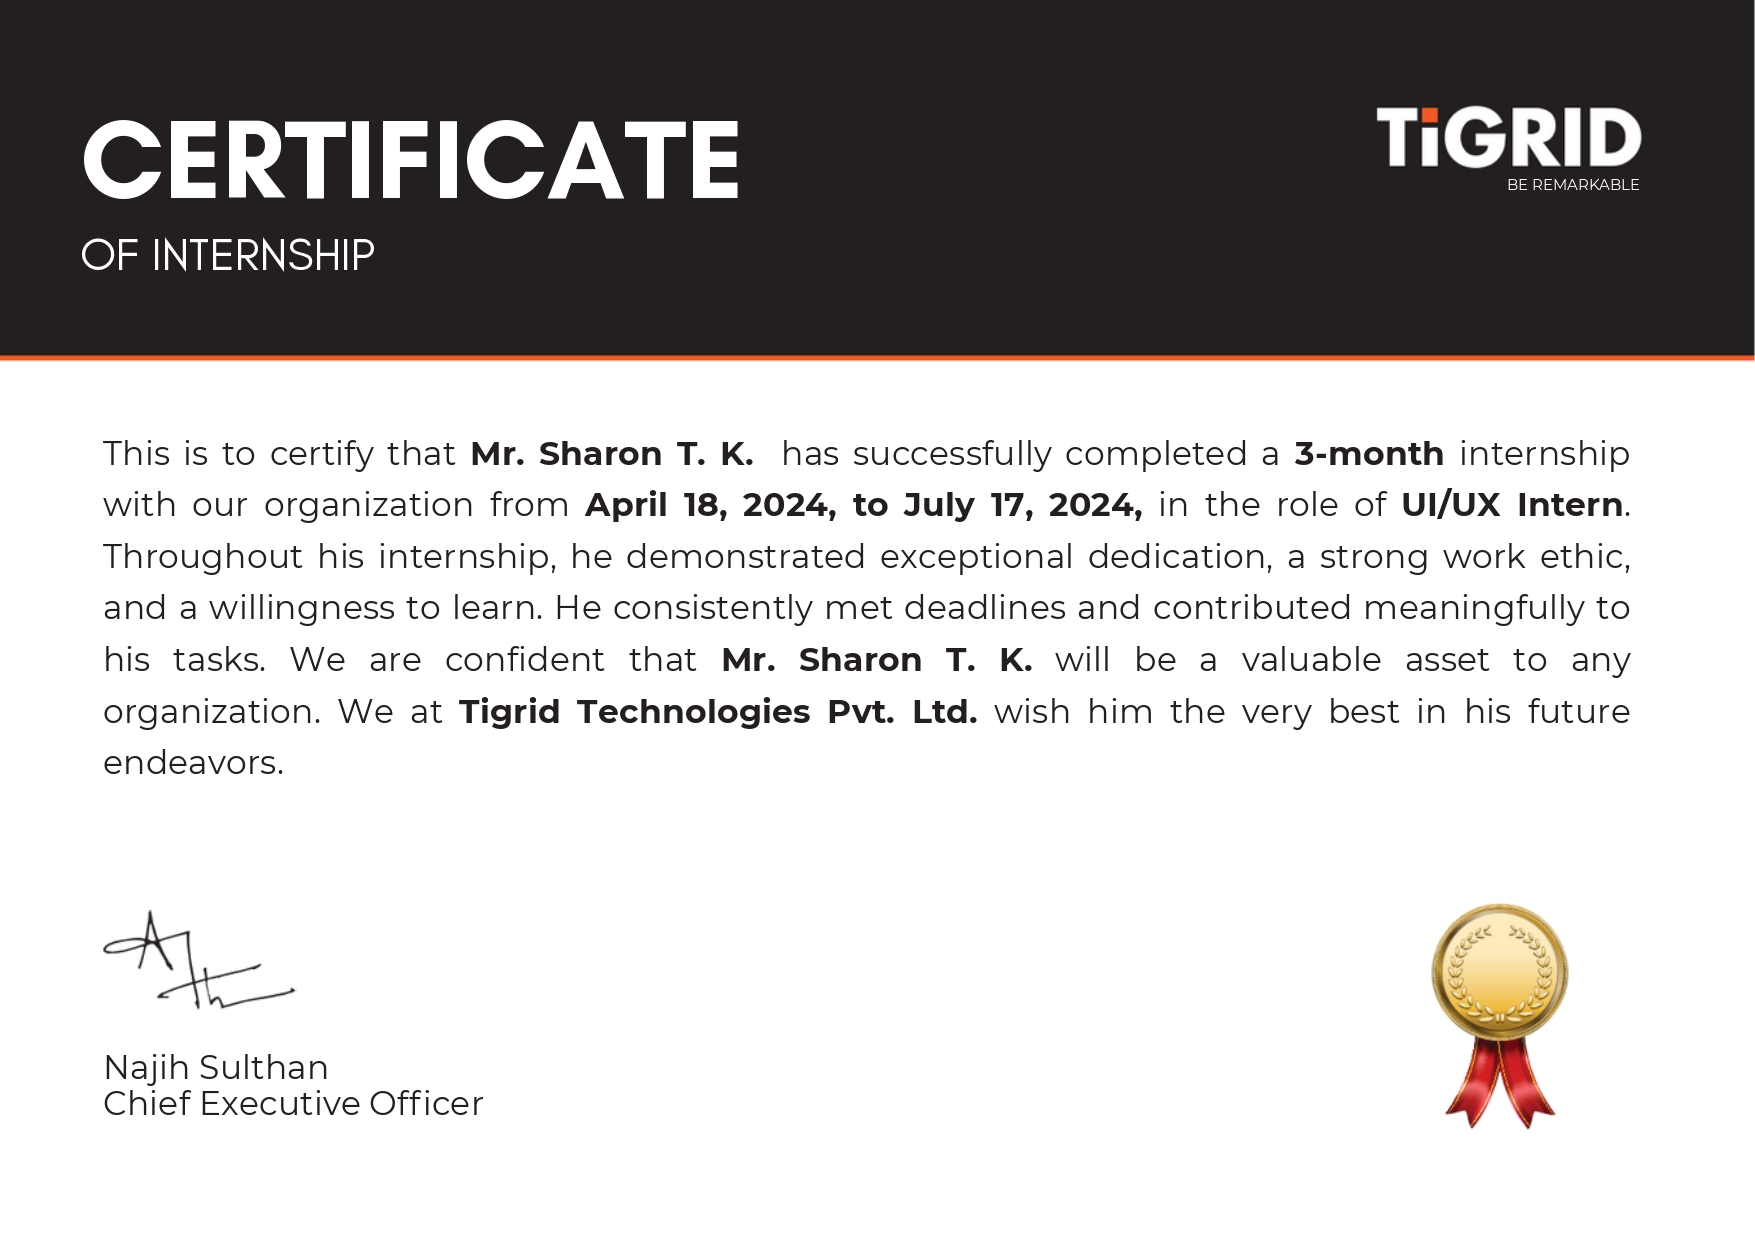 CERTIFICATE
OF INTERNSHIP
TiGRID
BE REMARKABLE
This is to certify that Mr. Sharon T. K. has successfully completed a 3-month internship
with our organization from April 18, 2024, to July 17, 2024, in the role of UI/UX Intern.
Throughout his internship, he demonstrated exceptional dedication, a strong work ethic,
and a willingness to learn. He consistently met deadlines and contributed meaningfully to
his tasks. We are confident that Mr. Sharon T. K. will be a valuable asset to any
organization. We at Tigrid Technologies Pvt. Ltd. wish him the very best in his future
endeavors.
Najih Sulthan
Chief Executive Officer